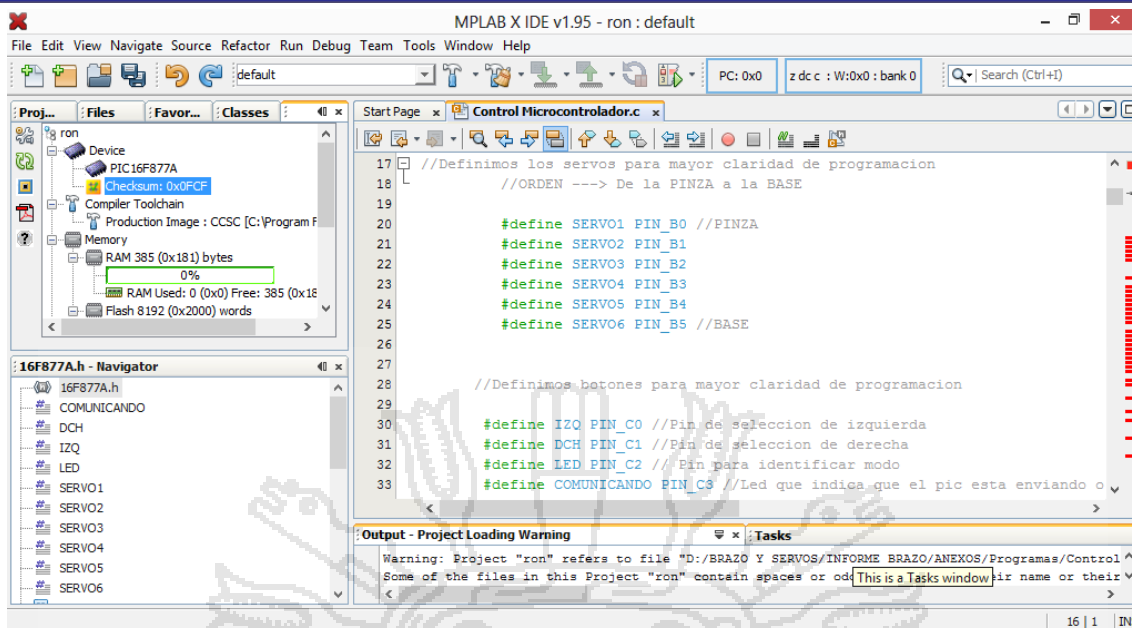 MPLAB X IDE v1.95 - ron : default
File Edit View Navigate Source Refactor Run Debug Team Tools Window Help
default
PC: 0x0
z dc c : W:0x0 : bank 0
Search (Ctrl+I)
Proj... Files Favor... Classes
ron
Device
PIC16F877A
Checksum: 0x0FCF
Compiler Toolchain
Production Image : CCSC [C:\Program F
Memory
RAM 385 (0x181) bytes
0%
RAM Used: 0 (0x0) Free: 385 (0x18
Flash 8192 (0x2000) words
16F877A.h - Navigator
16F877A.h
COMUNICANDO
DCH
IZQ
LED
SERVO1
SERVO2
SERVO3
SERVO4
SERVO5
SERVO6
Start Page Control Microcontrolador.c
17 //Definimos los servos para mayor claridad de programacion
18 //ORDEN ---> De la PINZA a la BASE
19
20 #define SERVO1 PIN_B0 //PINZA
21 #define SERVO2 PIN_B1
22 #define SERVO3 PIN_B2
23 #define SERVO4 PIN_B3
24 #define SERVO5 PIN_B4
25 #define SERVO6 PIN_B5 //BASE
26
27
28 //Definimos botones para mayor claridad de programacion
29
30 #define IZQ PIN_C0 //Pin de seleccion de izquierda
31 #define DCH PIN_C1 //Pin de seleccion de derecha
32 #define LED PIN_C2 // Pin para identificar modo
33 #define COMUNICANDO PIN_C3 //Led que indica que el pic esta enviando o
Output - Project Loading Warning Tasks
Warning: Project "ron" refers to file "D:/BRAZO Y SERVOS/INFORME BRAZO/ANEXOS/Programas/Control
Some of the files in this Project "ron" contain spaces or od This is a Tasks window eir name or their
16 | 1 IN